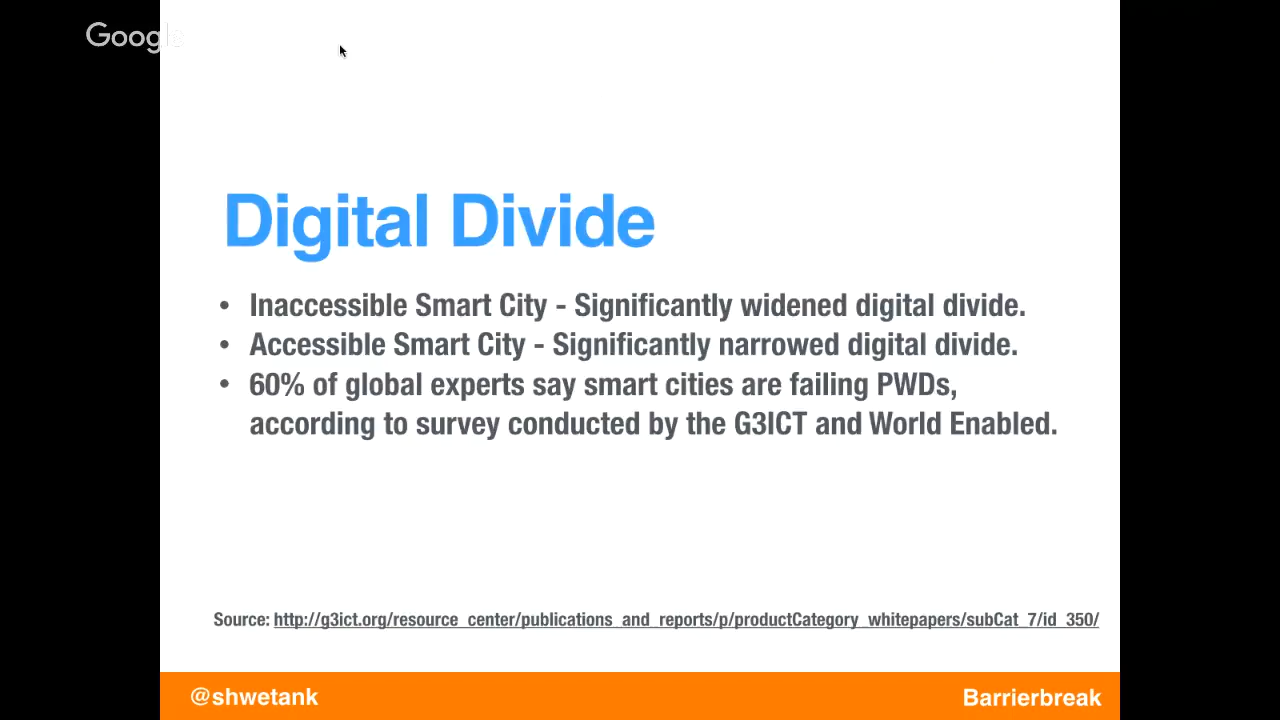 Google
Digital Divide
• Inaccessible Smart City - Significantly widened digital divide.
• Accessible Smart City - Significantly narrowed digital divide.
• 60% of global experts say smart cities are failing PWDs,
according to survey conducted by the G3ICT and World Enabled.
Source: http://g3ict.org/resource_center/publications_and_reports/p/productCategory_whitepapers/subCat_7/id_350/
@shwetank
Barrierbreak